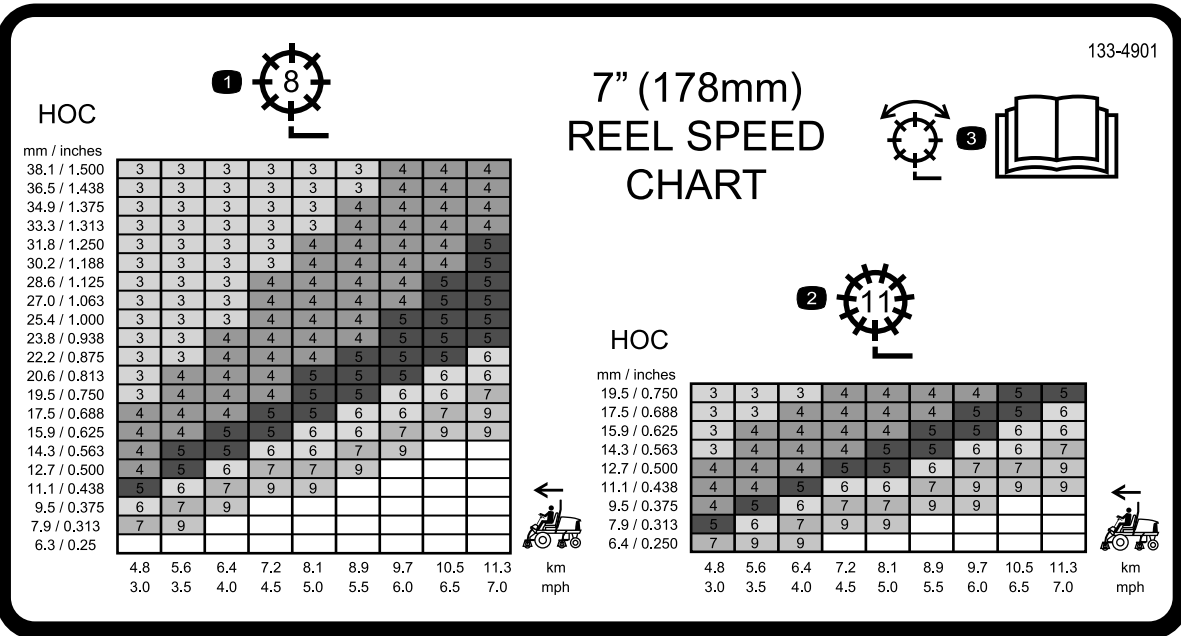 133-4901
7” (178mm)
REEL SPEED
CHART
3
1
8
HOC
mm / inches
38.1 / 1.500 3 3 3 3 3 3 4 4 4
36.5 / 1.438 3 3 3 3 3 3 4 4 4
34.9 / 1.375 3 3 3 3 3 4 4 4 4
33.3 / 1.313 3 3 3 3 3 4 4 4 4
31.8 / 1.250 3 3 3 3 4 4 4 4 5
30.2 / 1.188 3 3 3 3 4 4 4 4 5
28.6 / 1.125 3 3 3 4 4 4 4 5 5
27.0 / 1.063 3 3 3 4 4 4 4 5 5
25.4 / 1.000 3 3 3 4 4 4 5 5 5
23.8 / 0.938 3 3 4 4 4 4 5 5 5
22.2 / 0.875 3 3 4 4 4 5 5 5 6
20.6 / 0.813 3 4 4 4 5 5 5 6 6
19.5 / 0.750 3 4 4 4 5 5 6 6 7
17.5 / 0.688 4 4 4 5 5 6 6 7 9
15.9 / 0.625 4 4 5 5 6 6 7 9 9
14.3 / 0.563 4 5 5 6 6 7 9
12.7 / 0.500 4 5 6 7 7 9
11.1 / 0.438 5 6 7 9 9
9.5 / 0.375 6 7 9
7.9 / 0.313 7 9
6.3 / 0.25
4.8 5.6 6.4 7.2 8.1 8.9 9.7 10.5 11.3 km
3.0 3.5 4.0 4.5 5.0 5.5 6.0 6.5 7.0 mph
2
11
HOC
mm / inches
19.5 / 0.750 3 3 3 4 4 4 4 5 5
17.5 / 0.688 3 3 4 4 4 4 5 5 6
15.9 / 0.625 3 4 4 4 4 5 5 6 6
14.3 / 0.563 3 4 4 4 5 5 6 6 7
12.7 / 0.500 4 4 4 5 5 6 7 7 9
11.1 / 0.438 4 4 5 6 6 7 9 9 9
9.5 / 0.375 4 5 6 7 7 9 9
7.9 / 0.313 5 6 7 9 9
6.4 / 0.250 7 9 9
4.8 5.6 6.4 7.2 8.1 8.9 9.7 10.5 11.3 km
3.0 3.5 4.0 4.5 5.0 5.5 6.0 6.5 7.0 mph